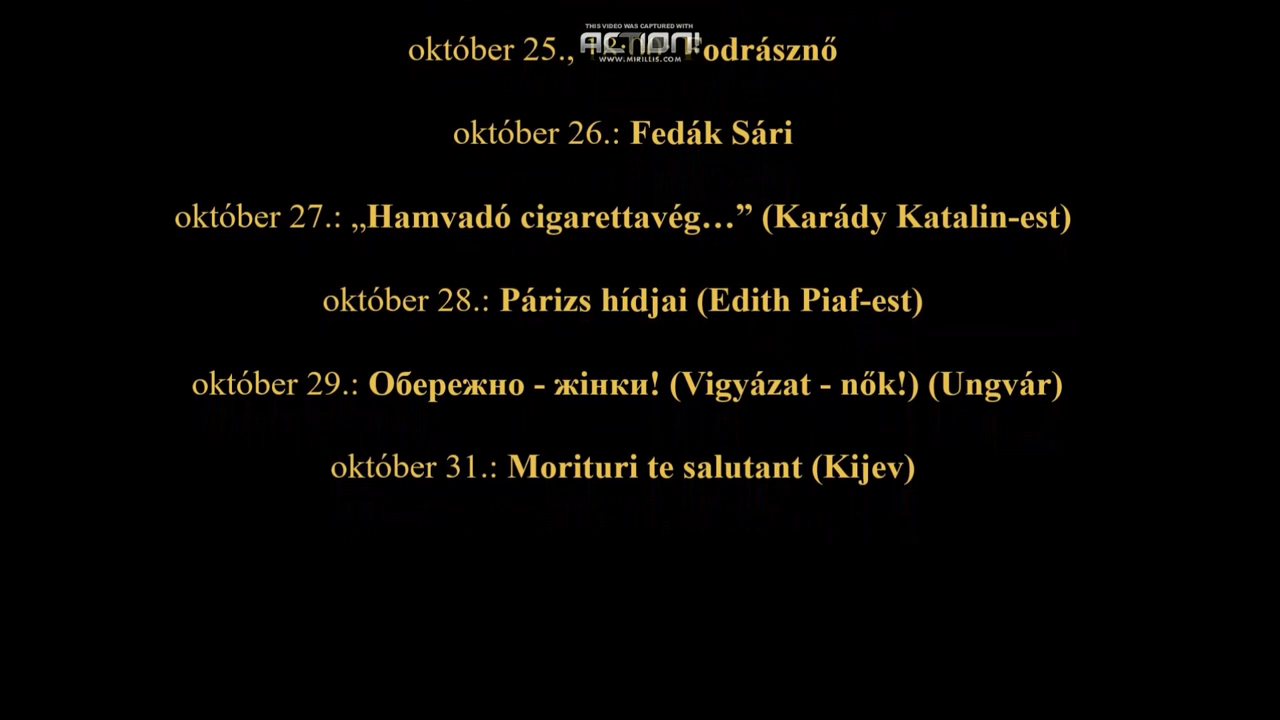 THIS VIDEO WAS CAPTURED WITH
ACTION!
WWW.MIRILLIS.COM
október 25.,
október 26.: Fedák Sári
október 27.: „Hamvadó cigarettavég…” (Karády Katalin-est)
október 28.: Párizs hídjai (Edith Piaf-est)
október 29.: Обережно - жінки! (Vigyázat - nők!) (Ungvár)
október 31.: Morituri te salutant (Kijev)